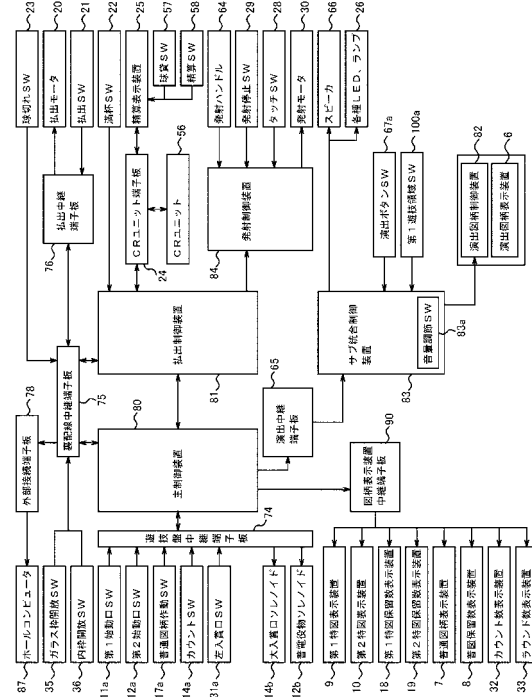 球切れSW
23
払出モータ
20
払出SW
21
満杯SW
22
精算表示装置
25
球貸SW
57
精算SW
58
発射ハンドル
64
発射停止SW
29
タッチSW
28
発射モータ
30
スピーカ
66
各種LED、ランプ
26
払出中継
端子板
76
CRユニット端子板
24
CRユニット
56
発射制御装置
84
演出ボタンSW
67a
第1遊技領域SW
100a
演出図柄制御装置
82
演出図柄表示装置
6
払出制御装置
81
サブ統合制御
装置
83
音量調節SW
83a
外部接続端子板
78
裏配線中継端子板
75
主制御装置
80
演出中継
端子板
65
図柄表示装置
中継端子板
90
遊技盤中継端子板
74
ホールコンピュータ
87
ガラス枠開放SW
35
内枠開放SW
36
第1始動口SW
11a
第2始動口SW
12a
普通図柄作動SW
17a
カウントSW
14a
左入賞口SW
31a
大入賞口ソレノイド
14b
普電役物ソレノイド
12b
第1特図表示装置
9
第2特図表示装置
10
第1特図保留数表示装置
18
第2特図保留数表示装置
19
普通図柄表示装置
7
普図保留数表示装置
8
カウント数表示装置
32
ラウンド数表示装置
33